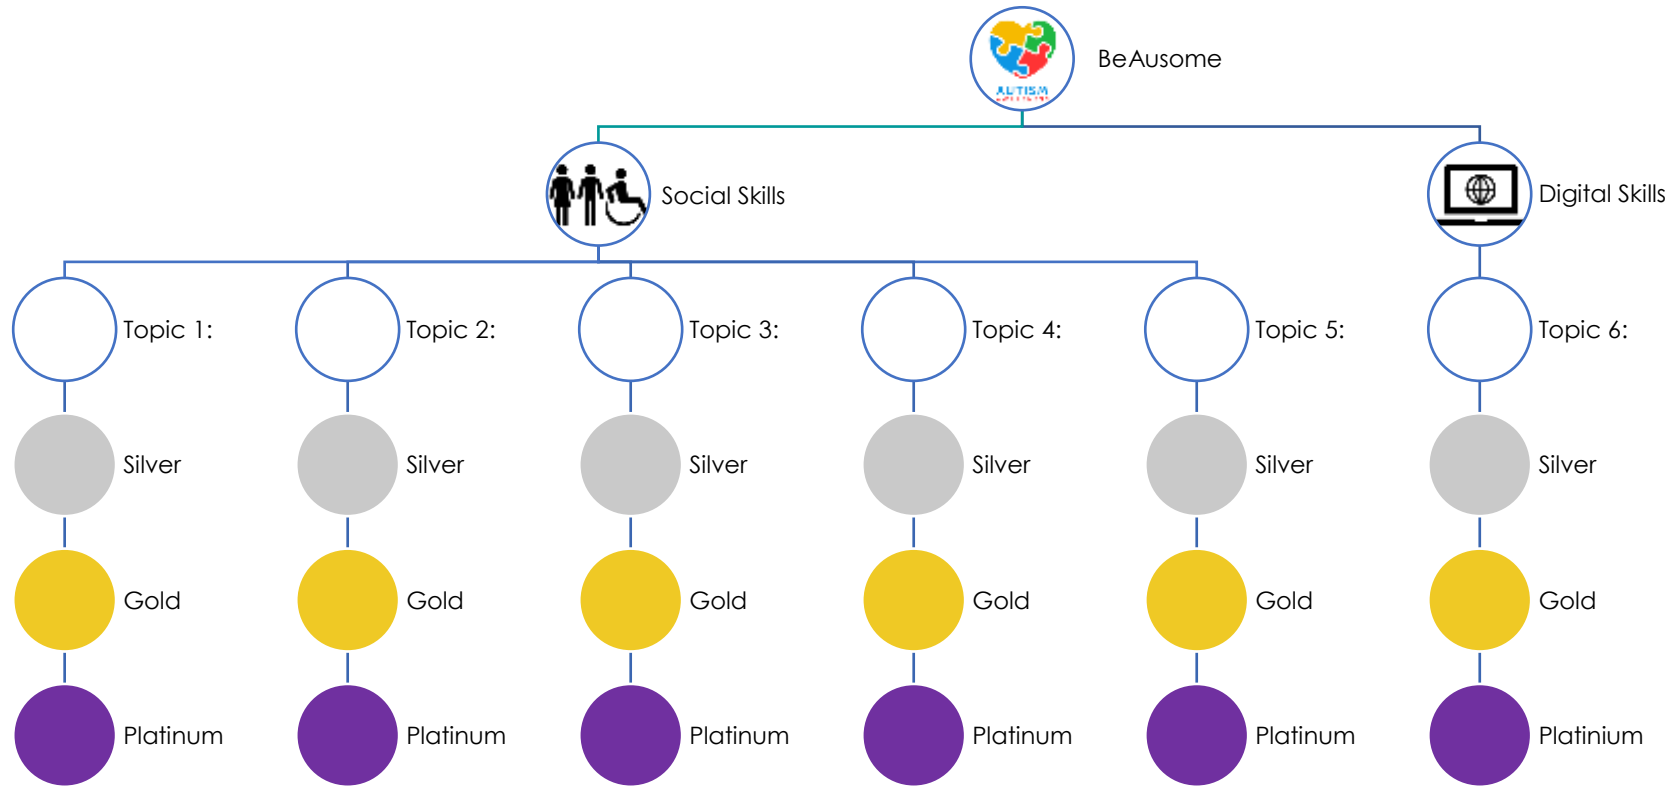 BeAusome
AUTISM
Social Skills
Digital Skills
Topic 1:
Topic 2:
Topic 3:
Topic 4:
Topic 5:
Topic 6:
Silver
Silver
Silver
Silver
Silver
Silver
Gold
Gold
Gold
Gold
Gold
Gold
Platinum
Platinum
Platinum
Platinum
Platinum
Platinium